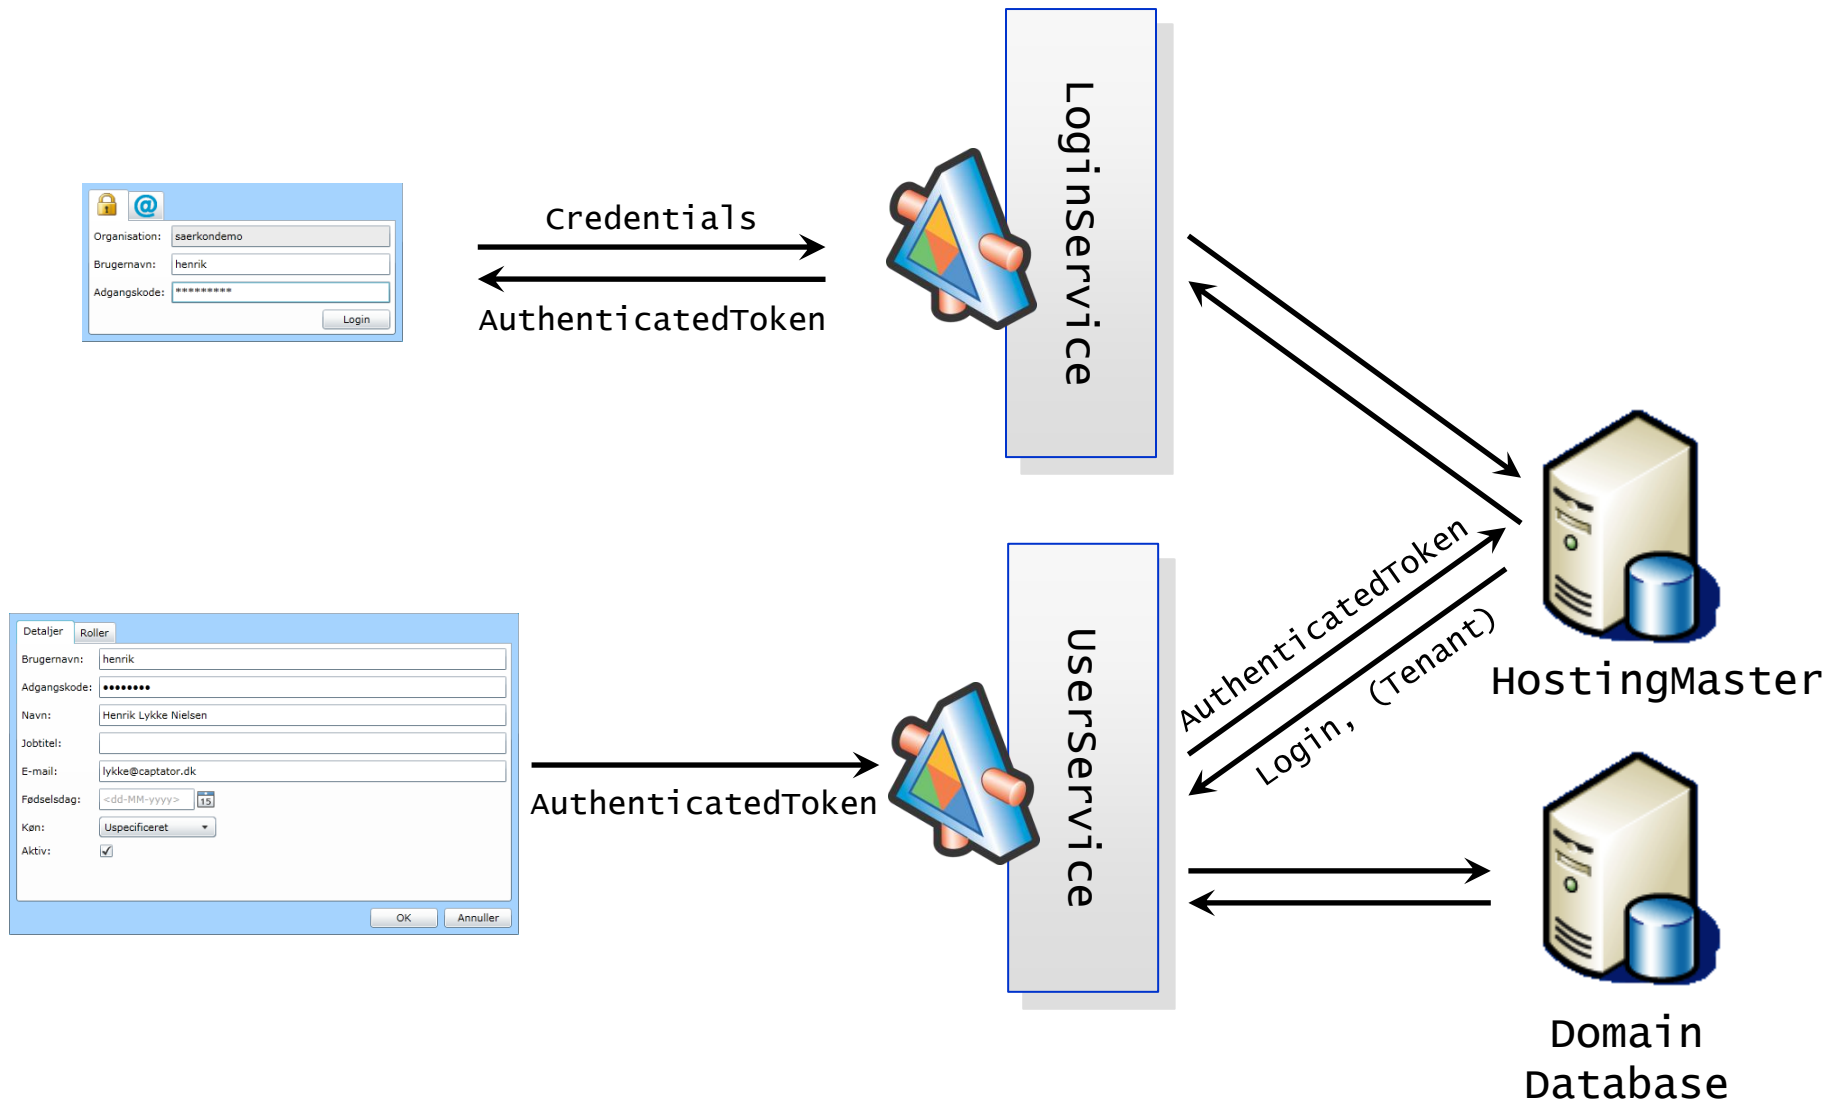 LoginService
@
Organisation: saerkondemo
Brugernavn: henrik
Adgangskode: *********
Login
Credentials
AuthenticatedToken
HostingMaster
AuthenticatedToken
Login, (Tenant)
UserService
Detaljer Roller
Brugernavn: henrik
Adgangskode: ••••••••
Navn: Henrik Lykke Nielsen
Jobtitel:
E-mail: lykke@captator.dk
Fødselsdag: <dd-MM-yyyy> 15
Køn: Uspecificeret
Aktiv:
OK Annuller
AuthenticatedToken
Domain
Database